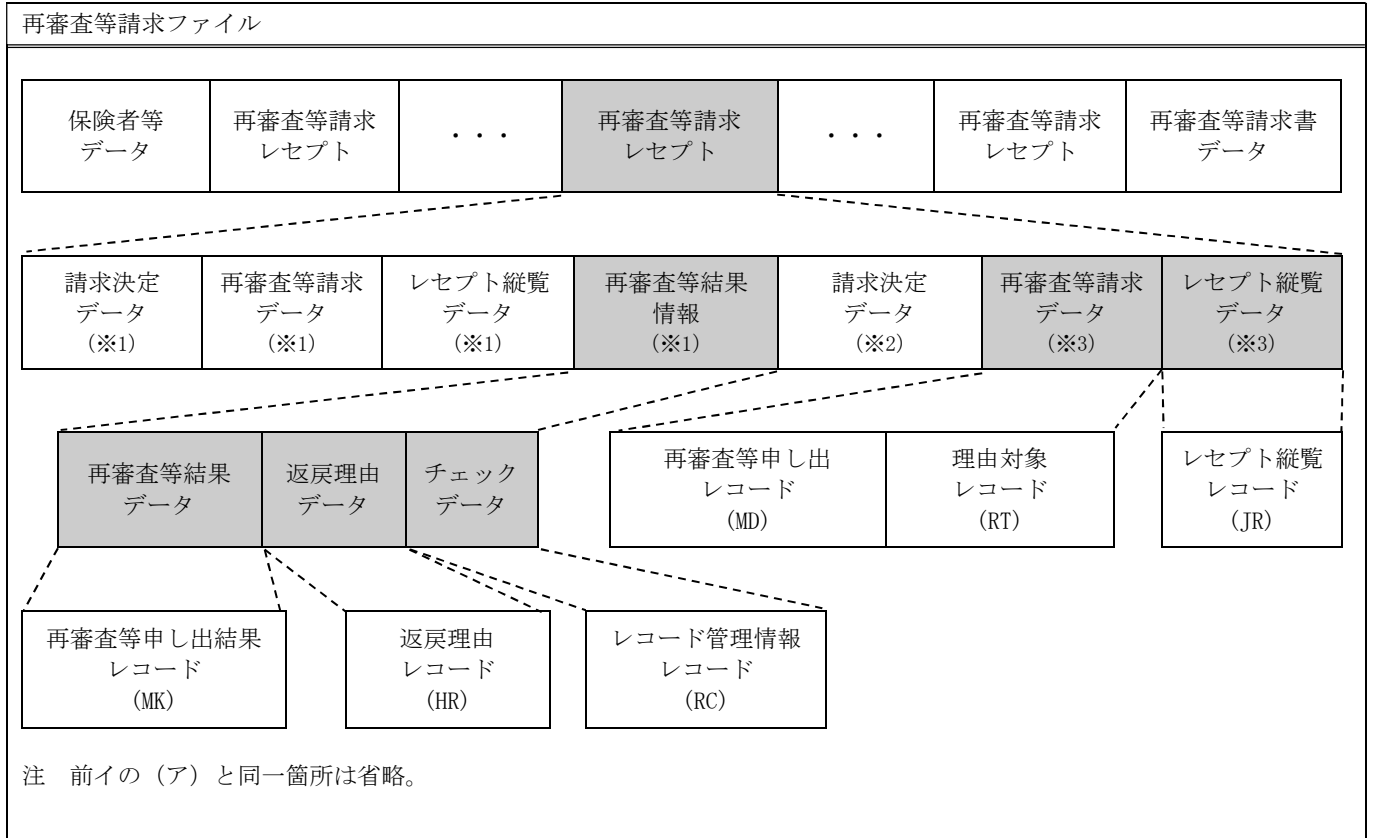 再審査等請求ファイル
保険者等
データ
再審査等請求
レセプト
・・・
再審査等請求
レセプト
・・・
再審査等請求
レセプト
再審査等請求書
データ
請求決定
データ
(※1)
再審査等請求
データ
(※1)
レセプト縦覧
データ
(※1)
再審査等結果
情報
(※1)
請求決定
データ
(※2)
再審査等請求
データ
(※3)
レセプト縦覧
データ
(※3)
再審査等結果
データ
返戻理由
データ
チェック
データ
再審査等申し出
レコード
(MD)
理由対象
レコード
(RT)
レセプト縦覧
レコード
(JR)
再審査等申し出結果
レコード
(MK)
返戻理由
レコード
(HR)
レコード管理情報
レコード
(RC)
注　前イの（ア）と同一箇所は省略。